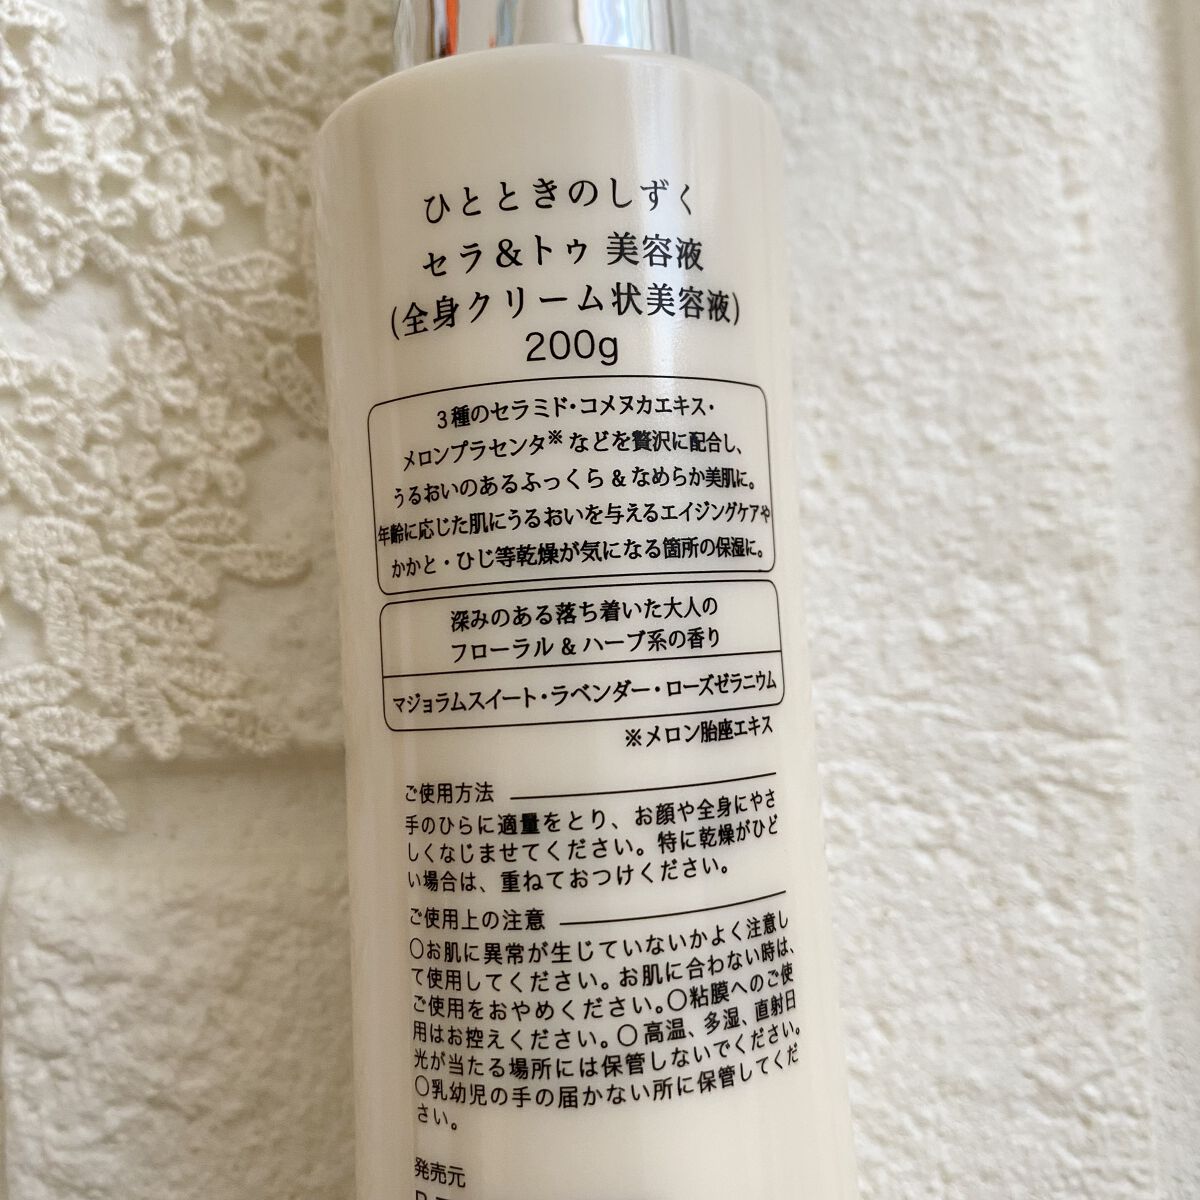 ひとときのしずく
セラ&トゥ 美容液
(全身クリーム状美容液)
200g
3種のセラミド・コメヌカエキス・
メロンプラセンタ※などを贅沢に配合し、
うるおいのあるふっくら&なめらか美肌に。
年齢に応じた肌にうるおいを与えるエイジングケアや
かかと・ひじ等乾燥が気になる箇所の保湿に。
深みのある落ち着いた大人の
フローラル&ハーブ系の香り
マジョラムスイート・ラベンダー・ローズゼラニウム
※メロン胎座エキス
ご使用方法
手のひらに適量をとり、お顔や全身にやさ
しくなじませてください。特に乾燥がひど
い場合は、重ねておつけください。
ご使用上の注意
○お肌に異常が生じていないかよく注意し
て使用してください。お肌に合わない時は、
ご使用をおやめください。○粘膜へのご使
用はお控えください。○高温、多湿、直射日
光が当たる場所には保管しないでください。
○乳幼児の手の届かない所に保管してくだ
さい。
発売元